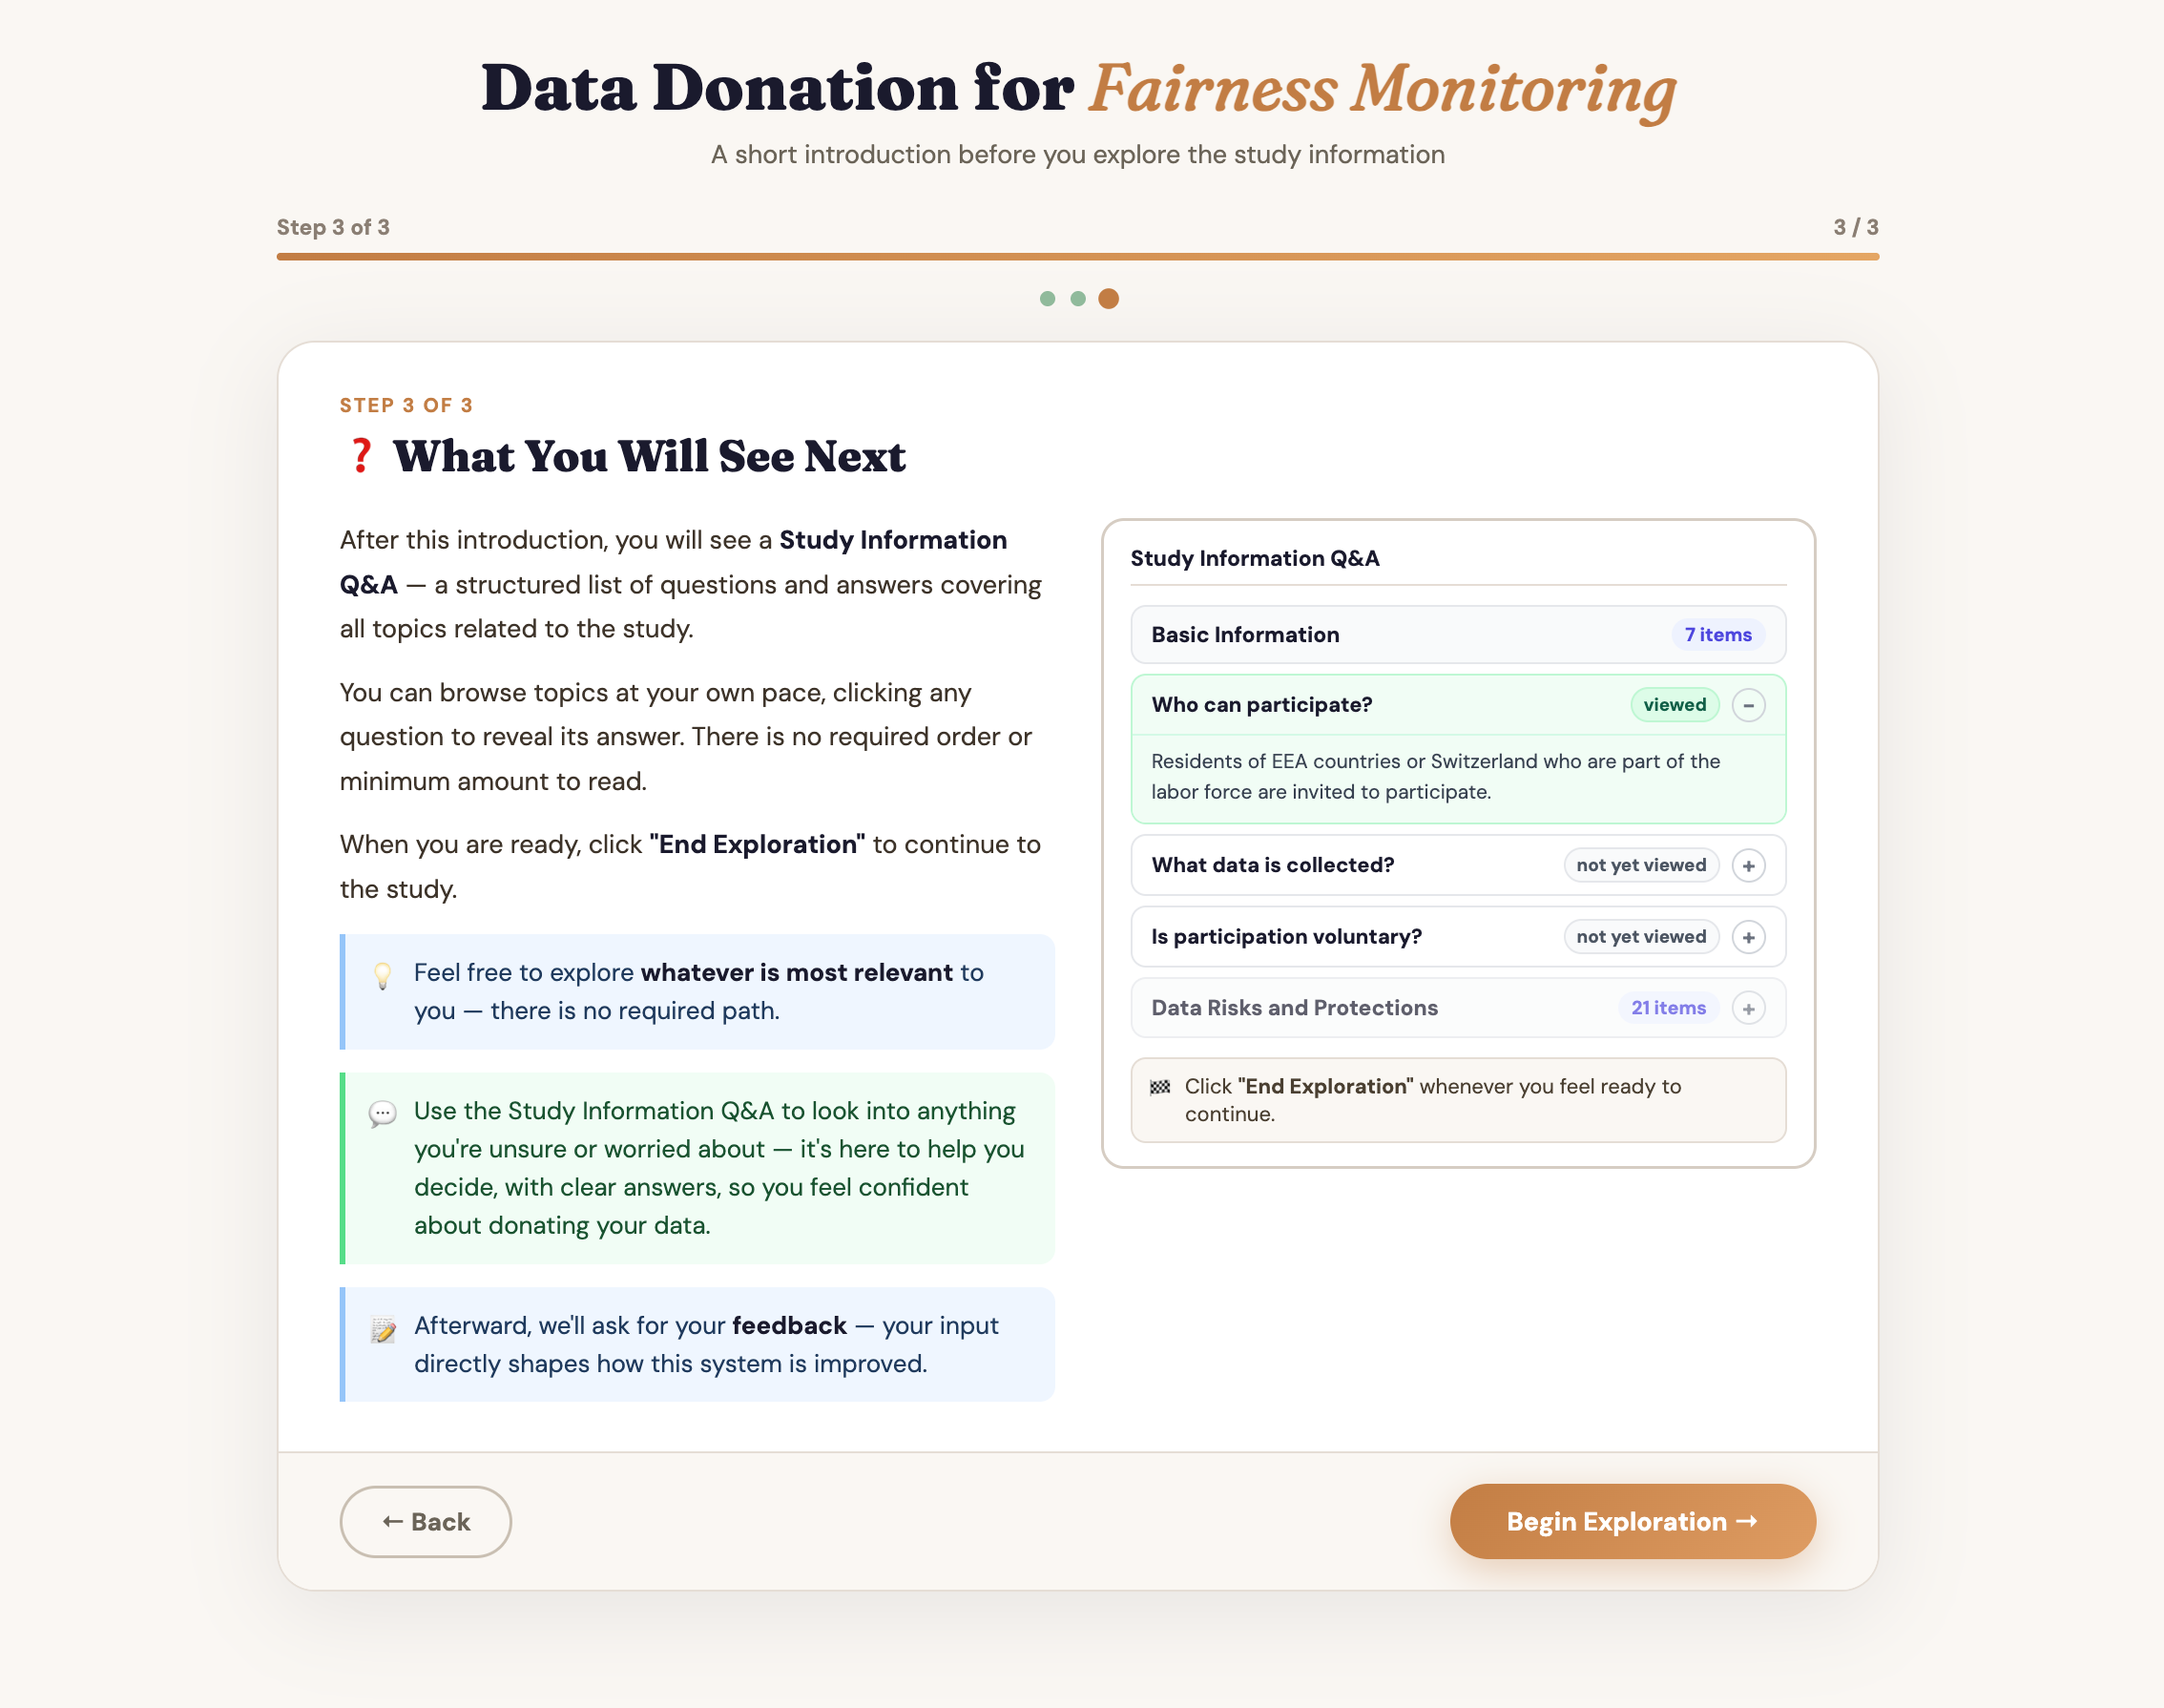 Data Donation for Fairness Monitoring
A short introduction before you explore the study information
Step 3 of 3
3 / 3
STEP 3 OF 3
❓ What You Will See Next
After this introduction, you will see a Study Information
Q&A — a structured list of questions and answers covering
all topics related to the study.
You can browse topics at your own pace, clicking any
question to reveal its answer. There is no required order or
minimum amount to read.
When you are ready, click "End Exploration" to continue to
the study.
Feel free to explore whatever is most relevant to
you — there is no required path.
Use the Study Information Q&A to look into anything
you're unsure or worried about — it's here to help you
decide, with clear answers, so you feel confident
about donating your data.
Afterward, we'll ask for your feedback — your input
directly shapes how this system is improved.
Study Information Q&A
Basic Information
7 items
Who can participate?
viewed
−
Residents of EEA countries or Switzerland who are part of the
labor force are invited to participate.
What data is collected?
not yet viewed
+
Is participation voluntary?
not yet viewed
+
Data Risks and Protections
21 items
+
Click "End Exploration" whenever you feel ready to
continue.
← Back
Begin Exploration →